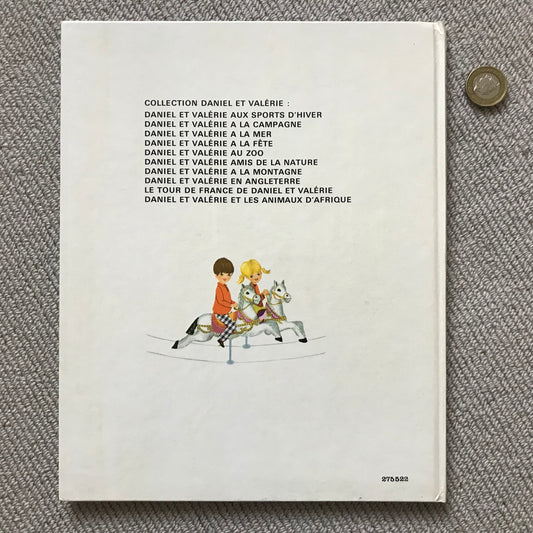 COLLECTION DANIEL ET VALÉRIE :
DANIEL ET VALÉRIE AUX SPORTS D'HIVER
DANIEL ET VALÉRIE A LA CAMPAGNE
DANIEL ET VALÉRIE A LA MER
DANIEL ET VALÉRIE A LA FÊTE
DANIEL ET VALÉRIE AU ZOO
DANIEL ET VALÉRIE AMIS DE LA NATURE
DANIEL ET VALÉRIE A LA MONTAGNE
DANIEL ET VALÉRIE EN ANGLETERRE
LE TOUR DE FRANCE DE DANIEL ET VALÉRIE
DANIEL ET VALÉRIE ET LES ANIMAUX D'AFRIQUE
275522